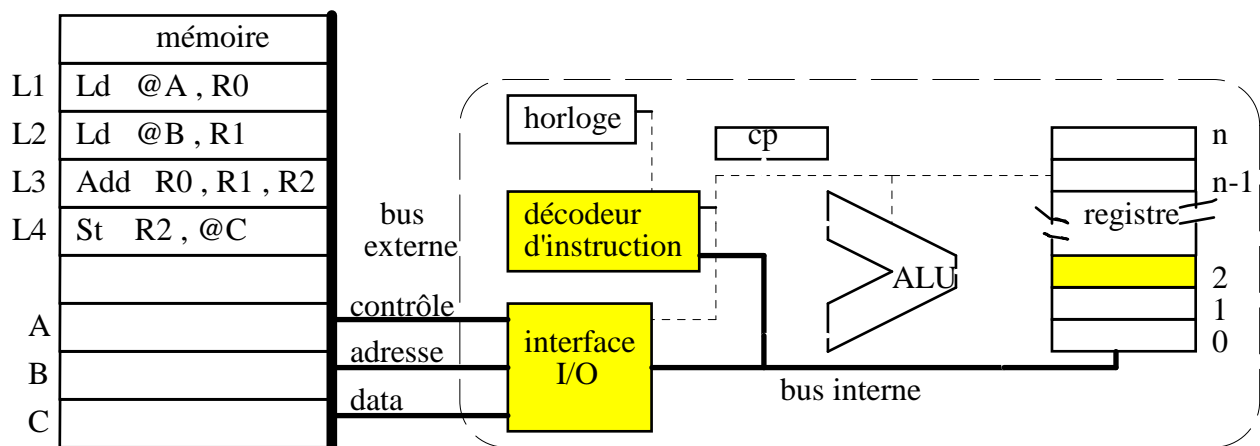 mémoire
L1 Ld @A , R0
L2 Ld @B , R1
L3 Add R0 , R1 , R2
L4 St R2 , @C
A
B
C
bus
externe
contrôle
adresse
data
horloge
décodeur
d'instruction
interface
I/O
cp
ALU
bus interne
registre
n
n-1
2
1
0